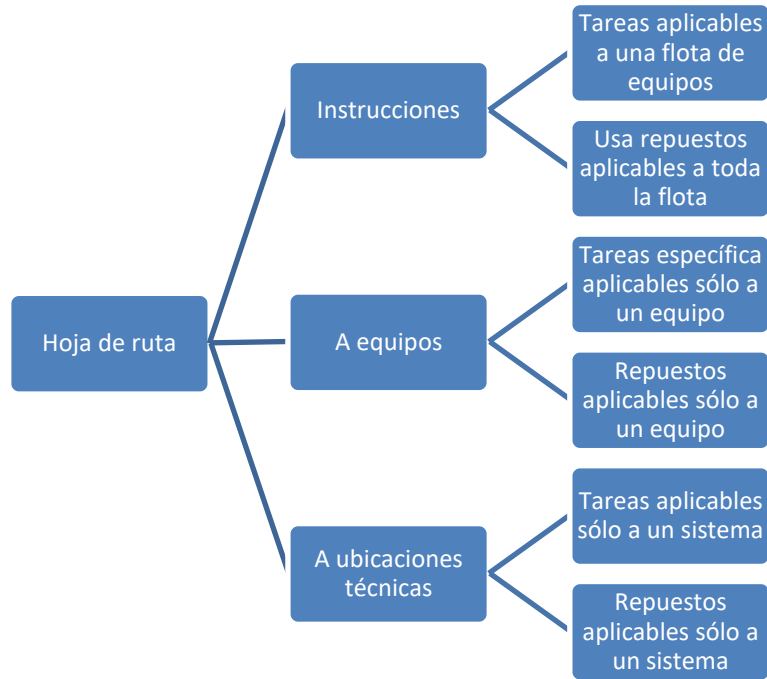 Tareas aplicables
a una flota de
equipos
Instrucciones
Usa repuestos
aplicables a toda
la flota
Tareas específica
aplicables sólo a
un equipo
Hoja de ruta
A equipos
Repuestos
aplicables sólo a
un equipo
Tareas aplicables
sólo a un sistema
A ubicaciones
técnicas
Repuestos
aplicables sólo a
un sistema